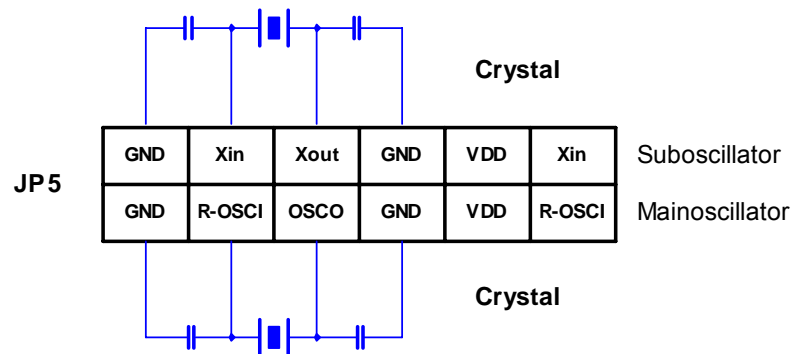 Crystal
GND Xin Xout GND VDD Xin Suboscillator
JP5
GND R-OSCI OSCO GND VDD R-OSCI Mainoscillator
Crystal